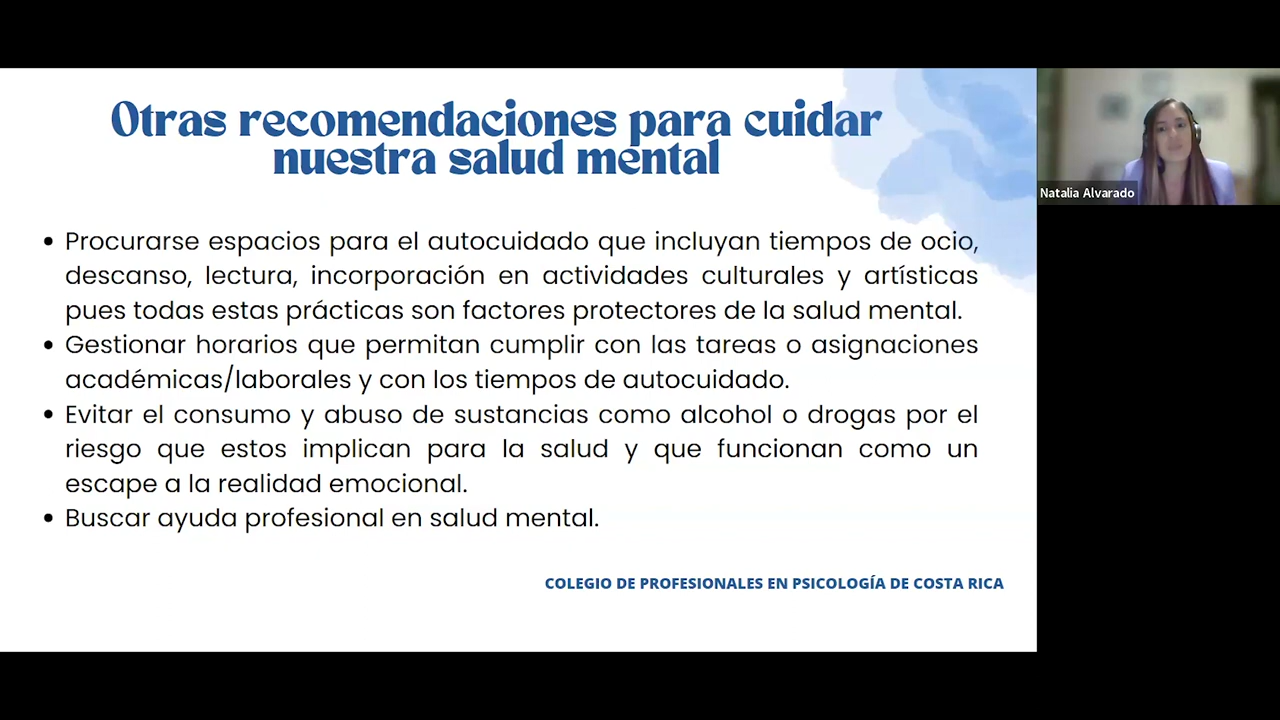 Otras recomendaciones para cuidar
nuestra salud mental
Natalia Alvarado
Procurarse espacios para el autocuidado que incluyan tiempos de ocio,
descanso, lectura, incorporación en actividades culturales y artísticas
pues todas estas prácticas son factores protectores de la salud mental.
Gestionar horarios que permitan cumplir con las tareas o asignaciones
académicas/laborales y con los tiempos de autocuidado.
Evitar el consumo y abuso de sustancias como alcohol o drogas por el
riesgo que estos implican para la salud y que funcionan como un
escape a la realidad emocional.
Buscar ayuda profesional en salud mental.
COLEGIO DE PROFESIONALES EN PSICOLOGÍA DE COSTA RICA